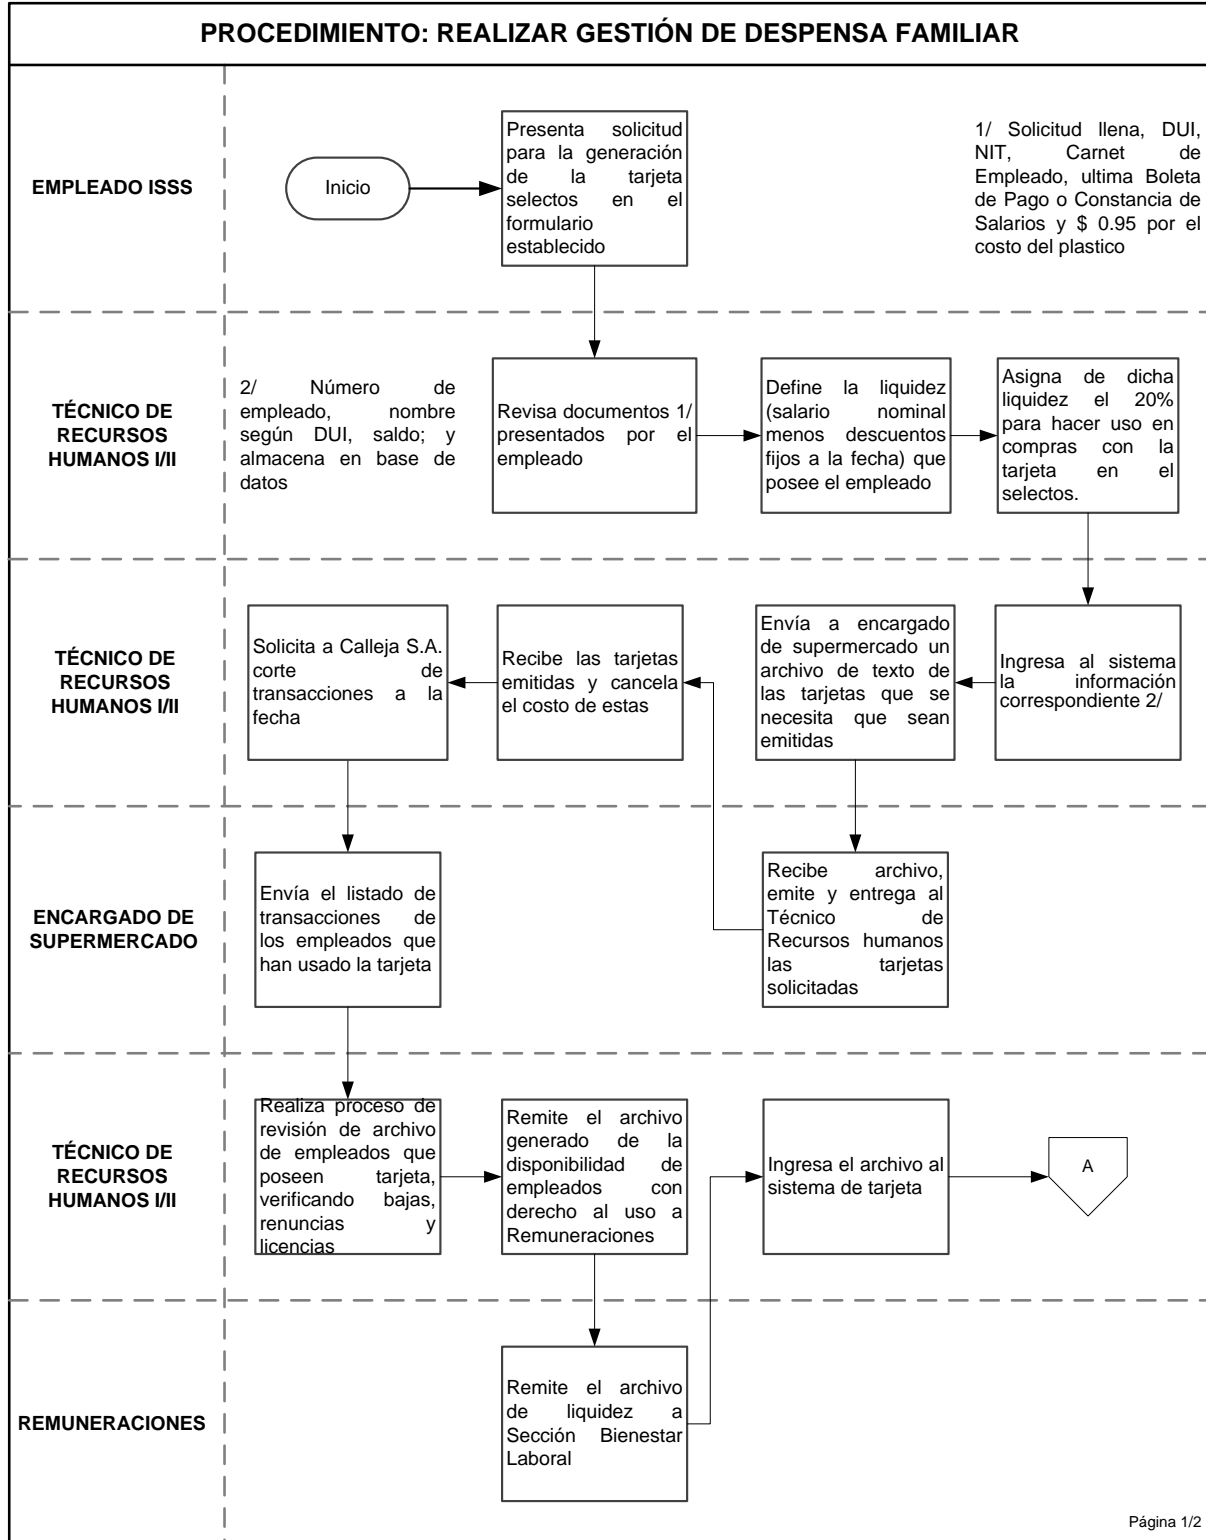 PROCEDIMIENTO: REALIZAR GESTIÓN DE DESPENSA FAMILIAR
EMPLEADO ISSS
Inicio
Presenta solicitud
para la generación
de la tarjeta
selectos en el
formulario
establecido
1/ Solicitud llena, DUI,
NIT, Carnet de
Empleado, ultima Boleta
de Pago o Constancia de
Salarios y $ 0.95 por el
costo del plastico
TÉCNICO DE
RECURSOS
HUMANOS I/II
2/ Número de
empleado, nombre
según DUI, saldo; y
almacena en base de
datos
Revisa documentos 1/
presentados por el
empleado
Define la liquidez
(salario nominal
menos descuentos
fijos a la fecha) que
posee el empleado
Asigna de dicha
liquidez el 20%
para hacer uso en
compras con la
tarjeta en el
selectos.
TÉCNICO DE
RECURSOS
HUMANOS I/II
Solicita a Calleja S.A.
corte de
transacciones a la
fecha
Recibe las tarjetas
emitidas y cancela
el costo de estas
Envía a encargado
de supermercado un
archivo de texto de
las tarjetas que se
necesita que sean
emitidas
Ingresa al sistema
la información
correspondiente 2/
ENCARGADO DE
SUPERMERCADO
Envía el listado de
transacciones de
los empleados que
han usado la tarjeta
Recibe archivo,
emite y entrega al
Técnico de
Recursos humanos
las tarjetas
solicitadas
TÉCNICO DE
RECURSOS
HUMANOS I/II
Realiza proceso de
revisión de archivo
de empleados que
poseen tarjeta,
verificando bajas,
renuncias y
licencias
Remite el archivo
generado de la
disponibilidad de
empleados con
derecho al uso a
Remuneraciones
Ingresa el archivo al
sistema de tarjeta
A
REMUNERACIONES
Remite el archivo
de liquidez a
Sección Bienestar
Laboral
Página 1/2